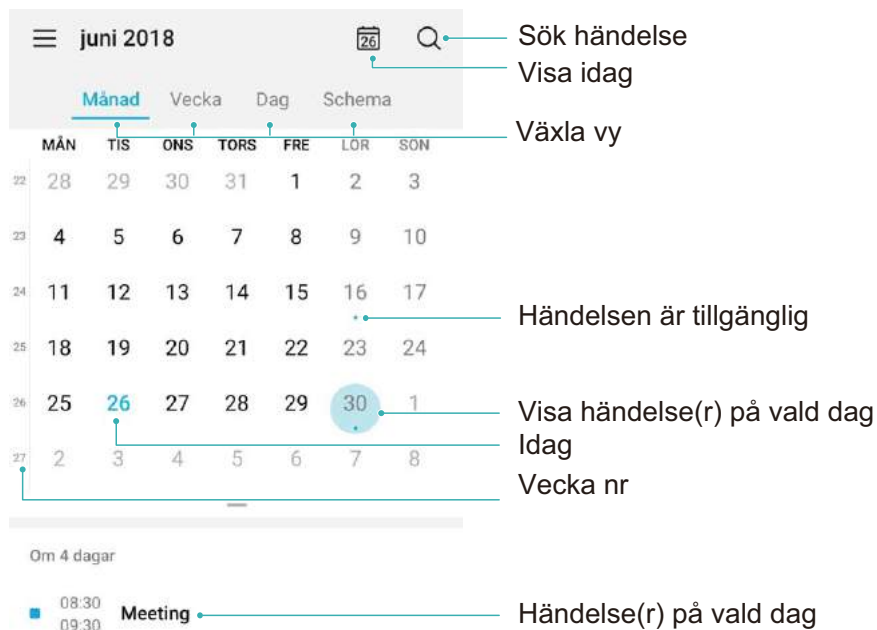 juni 2018 26 Sök händelse
Visa idag
Månad Vecka Dag Schema
Växla vy
MÅN TIS ONS TORS FRE LÖR SÖN
22 28 29 30 31 1 2 3
23 4 5 6 7 8 9 10
24 11 12 13 14 15 16 17
Händelsen är tillgänglig
25 18 19 20 21 22 23 24
26 25 26 27 28 29 30 1
Visa händelse(r) på vald dag
Idag
27 2 3 4 5 6 7 8
Vecka nr
Om 4 dagar
08:30
Meeting Händelse(r) på vald dag
09:30